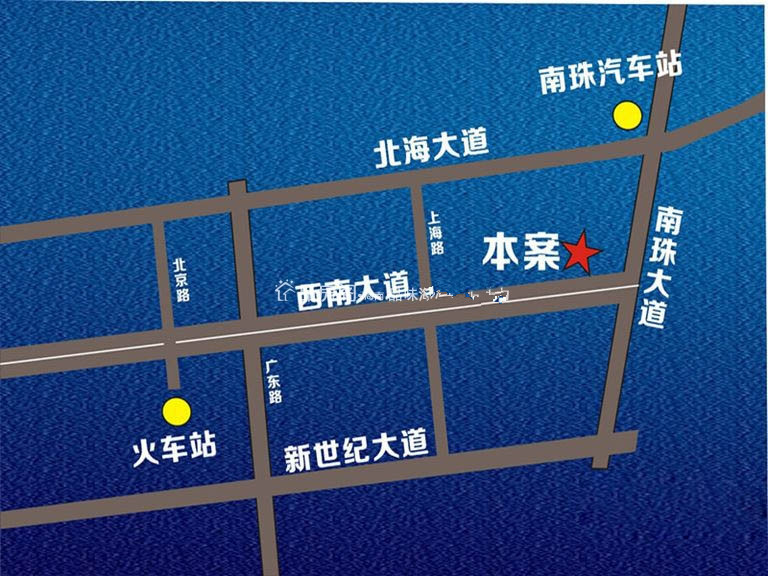 南珠汽车站
北海大道
上海路
本案
南珠大道
北京路
西南大道
广东路
火车站
新世纪大道